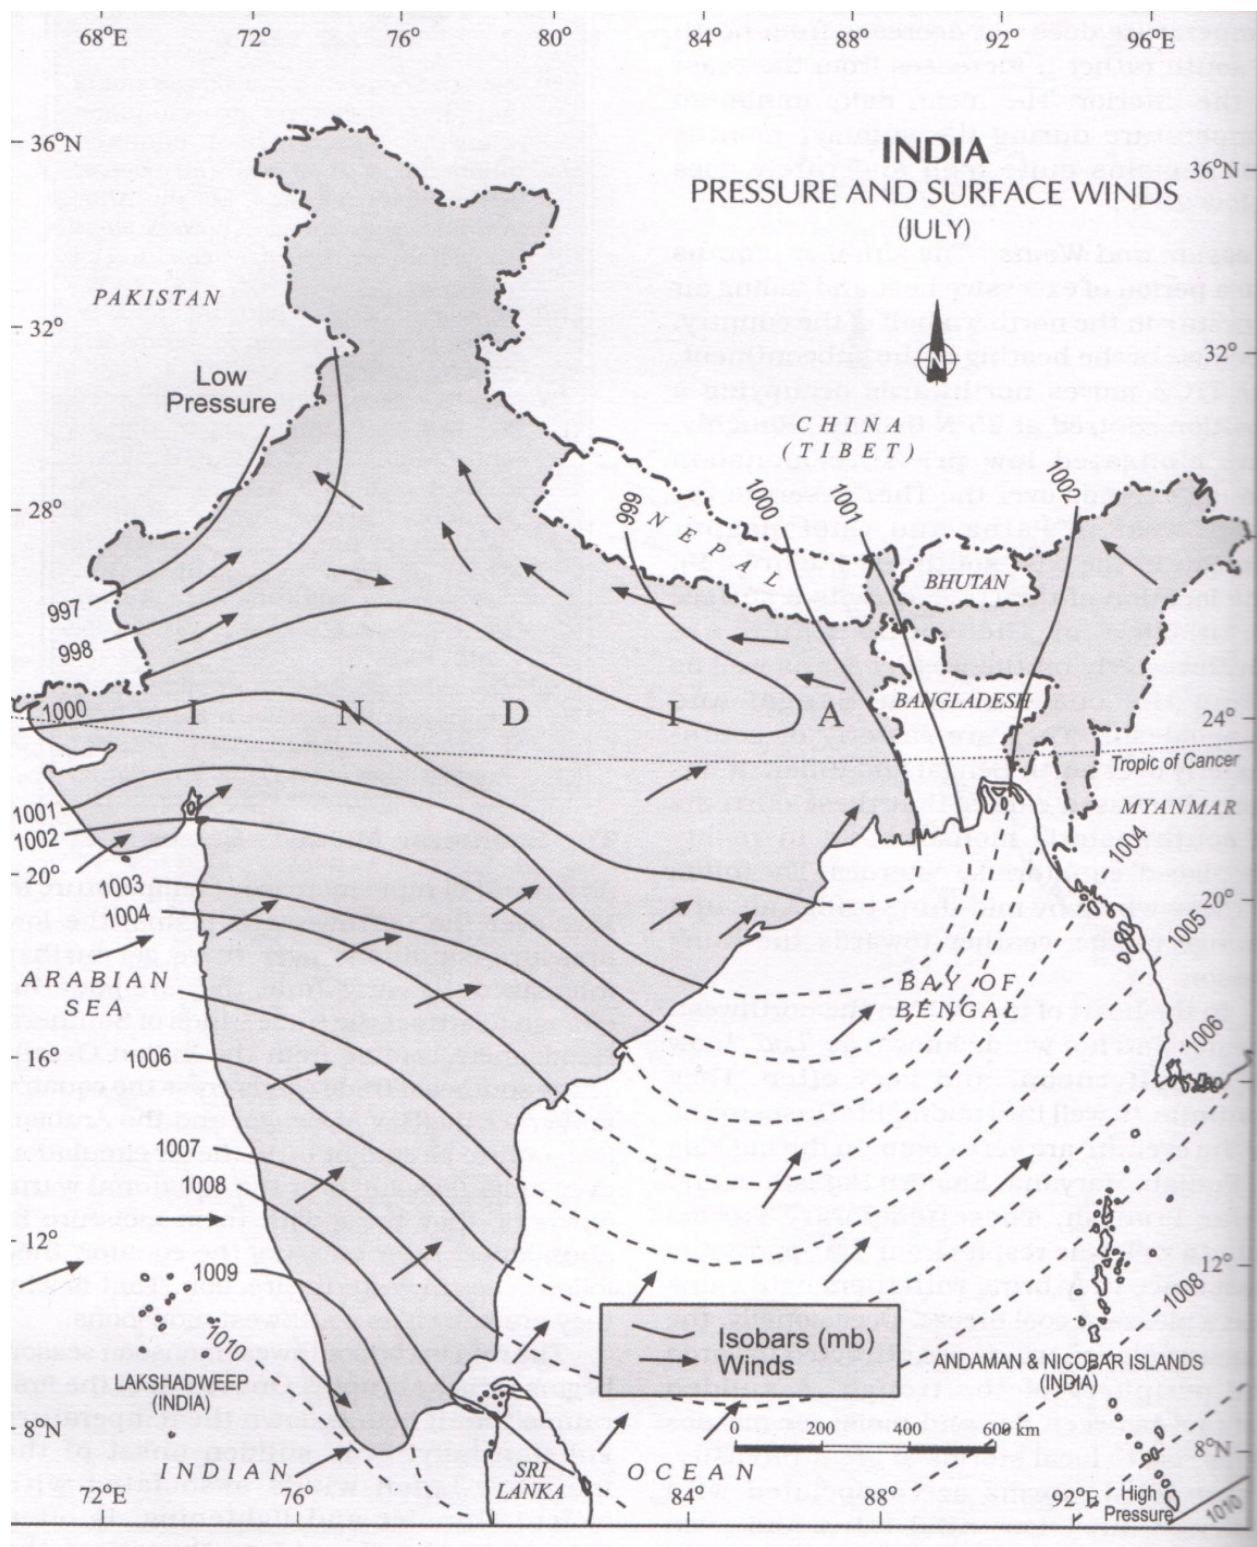 68°E 72 76° 80° 84° 88° 92° 96°E
36°N
INDIA
36°N
PRESSURE AND SURFACE WINDS
(JULY)
PAKISTAN
32°
N
32°
Low
Pressure
CHINA
(TIBET)
28°
999
1000
1001
1002
NEPAL
BHUTAN
997
998
BANGLADESH
1000
I N D I A
24°
Tropic of Cancer
1001
1002
MYANMAR
1004
20°
1003
1004
20°
1005
ARABIAN
SEA
BAY OF
BENGAL
16°
1006
1006
1007
1008
12°
12°
1009
1008
1010
Isobars (mb)
Winds
LAKSHADWEEP
(INDIA)
ANDAMAN & NICOBAR ISLANDS
(INDIA)
8°N
0 200 400 600 km
8°N
INDIAN OCEAN
SRI
LANKA
72°E 76° 84° 88° 92°E
High
Pressure
1010